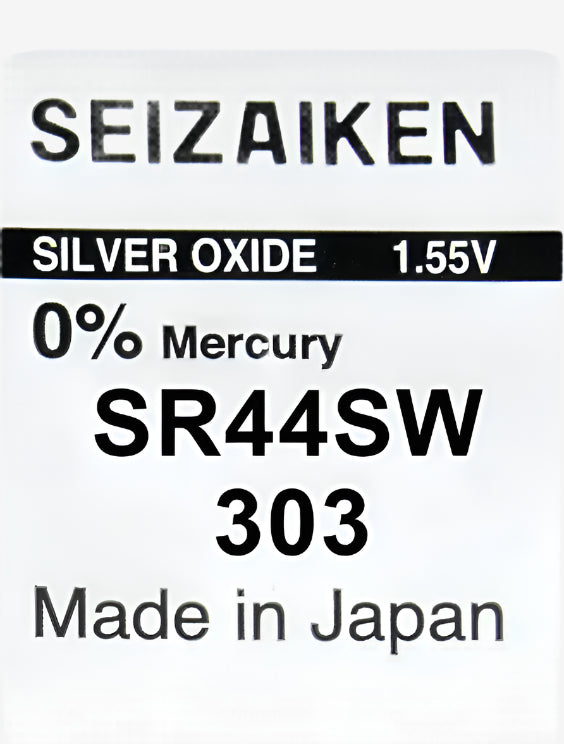 SEIZAIKEN
SILVER OXIDE 1.55V
0% Mercury
SR44SW
303
Made in Japan